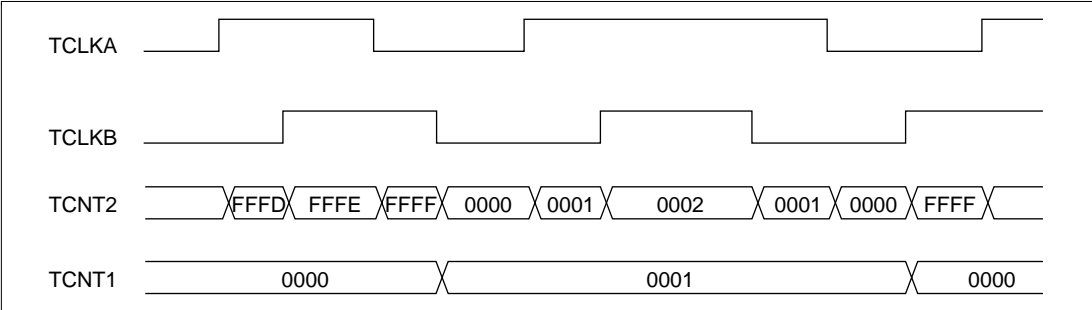 TCLKA
TCLKB
TCNT2 FFFD FFFE FFFF 0000 0001 0002 0001 0000 FFFF
TCNT1 0000 0001 0000